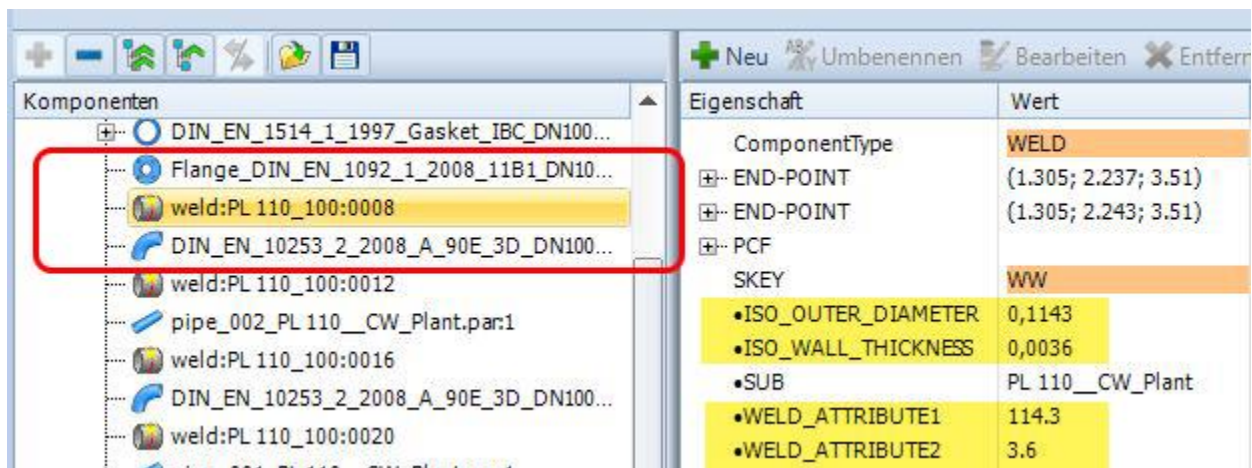 Neu Umbenennen Bearbeiten Entfern
Komponenten
DIN_EN_1514_1_1997_Gasket_IBC_DN100...
Flange_DIN_EN_1092_1_2008_11B1_DN10...
weld:PL 110_100:0008
DIN_EN_10253_2_2008_A_90E_3D_DN100...
weld:PL 110_100:0012
pipe_002_PL 110__CW_Plant.par:1
weld:PL 110_100:0016
DIN_EN_10253_2_2008_A_90E_3D_DN100...
weld:PL 110_100:0020
Eigenschaft Wert
ComponentType WELD
END-POINT (1.305; 2.237; 3.51)
END-POINT (1.305; 2.243; 3.51)
PCF
SKEY WW
•ISO_OUTER_DIAMETER 0,1143
•ISO_WALL_THICKNESS 0,0036
•SUB PL 110__CW_Plant
•WELD_ATTRIBUTE1 114.3
•WELD_ATTRIBUTE2 3.6